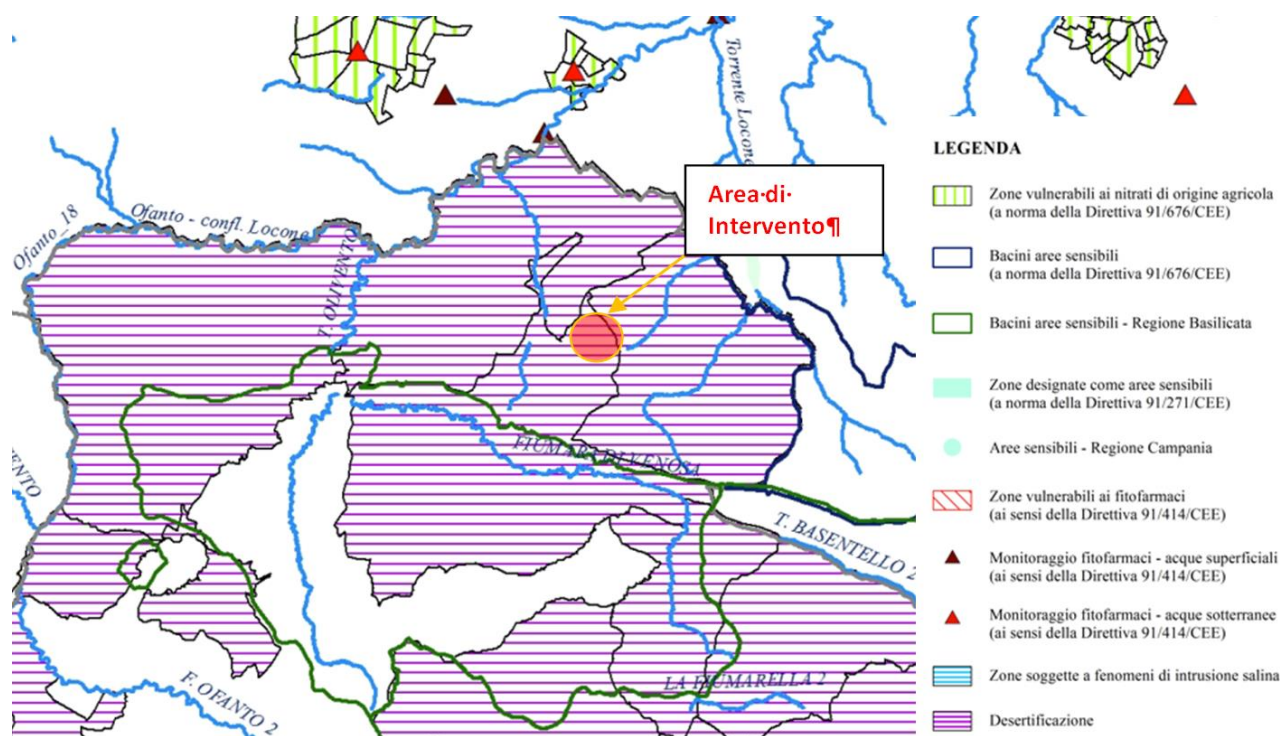 Torrente Locone
Area·di·
Intervento¶
Ofanto_18
Ofanto - confl. Locone
T. OLIVENTO
FIUMARA DI VENOSA
T. BASENTELLO 2
ENTO
LA FIUMARELLA 2
F. OFANTO 2
LEGENDA
Zone vulnerabili ai nitrati di origine agricola
(a norma della Direttiva 91/676/CEE)
Bacini aree sensibili
(a norma della Direttiva 91/676/CEE)
Bacini aree sensibili - Regione Basilicata
Zone designate come aree sensibili
(a norma della Direttiva 91/271/CEE)
Aree sensibili - Regione Campania
Zone vulnerabili ai fitofarmaci
(ai sensi della Direttiva 91/414/CEE)
Monitoraggio fitofarmaci - acque superficiali
(ai sensi della Direttiva 91/414/CEE)
Monitoraggio fitofarmaci - acque sotterranee
(ai sensi della Direttiva 91/414/CEE)
Zone soggette a fenomeni di intrusione salina
Desertificazione